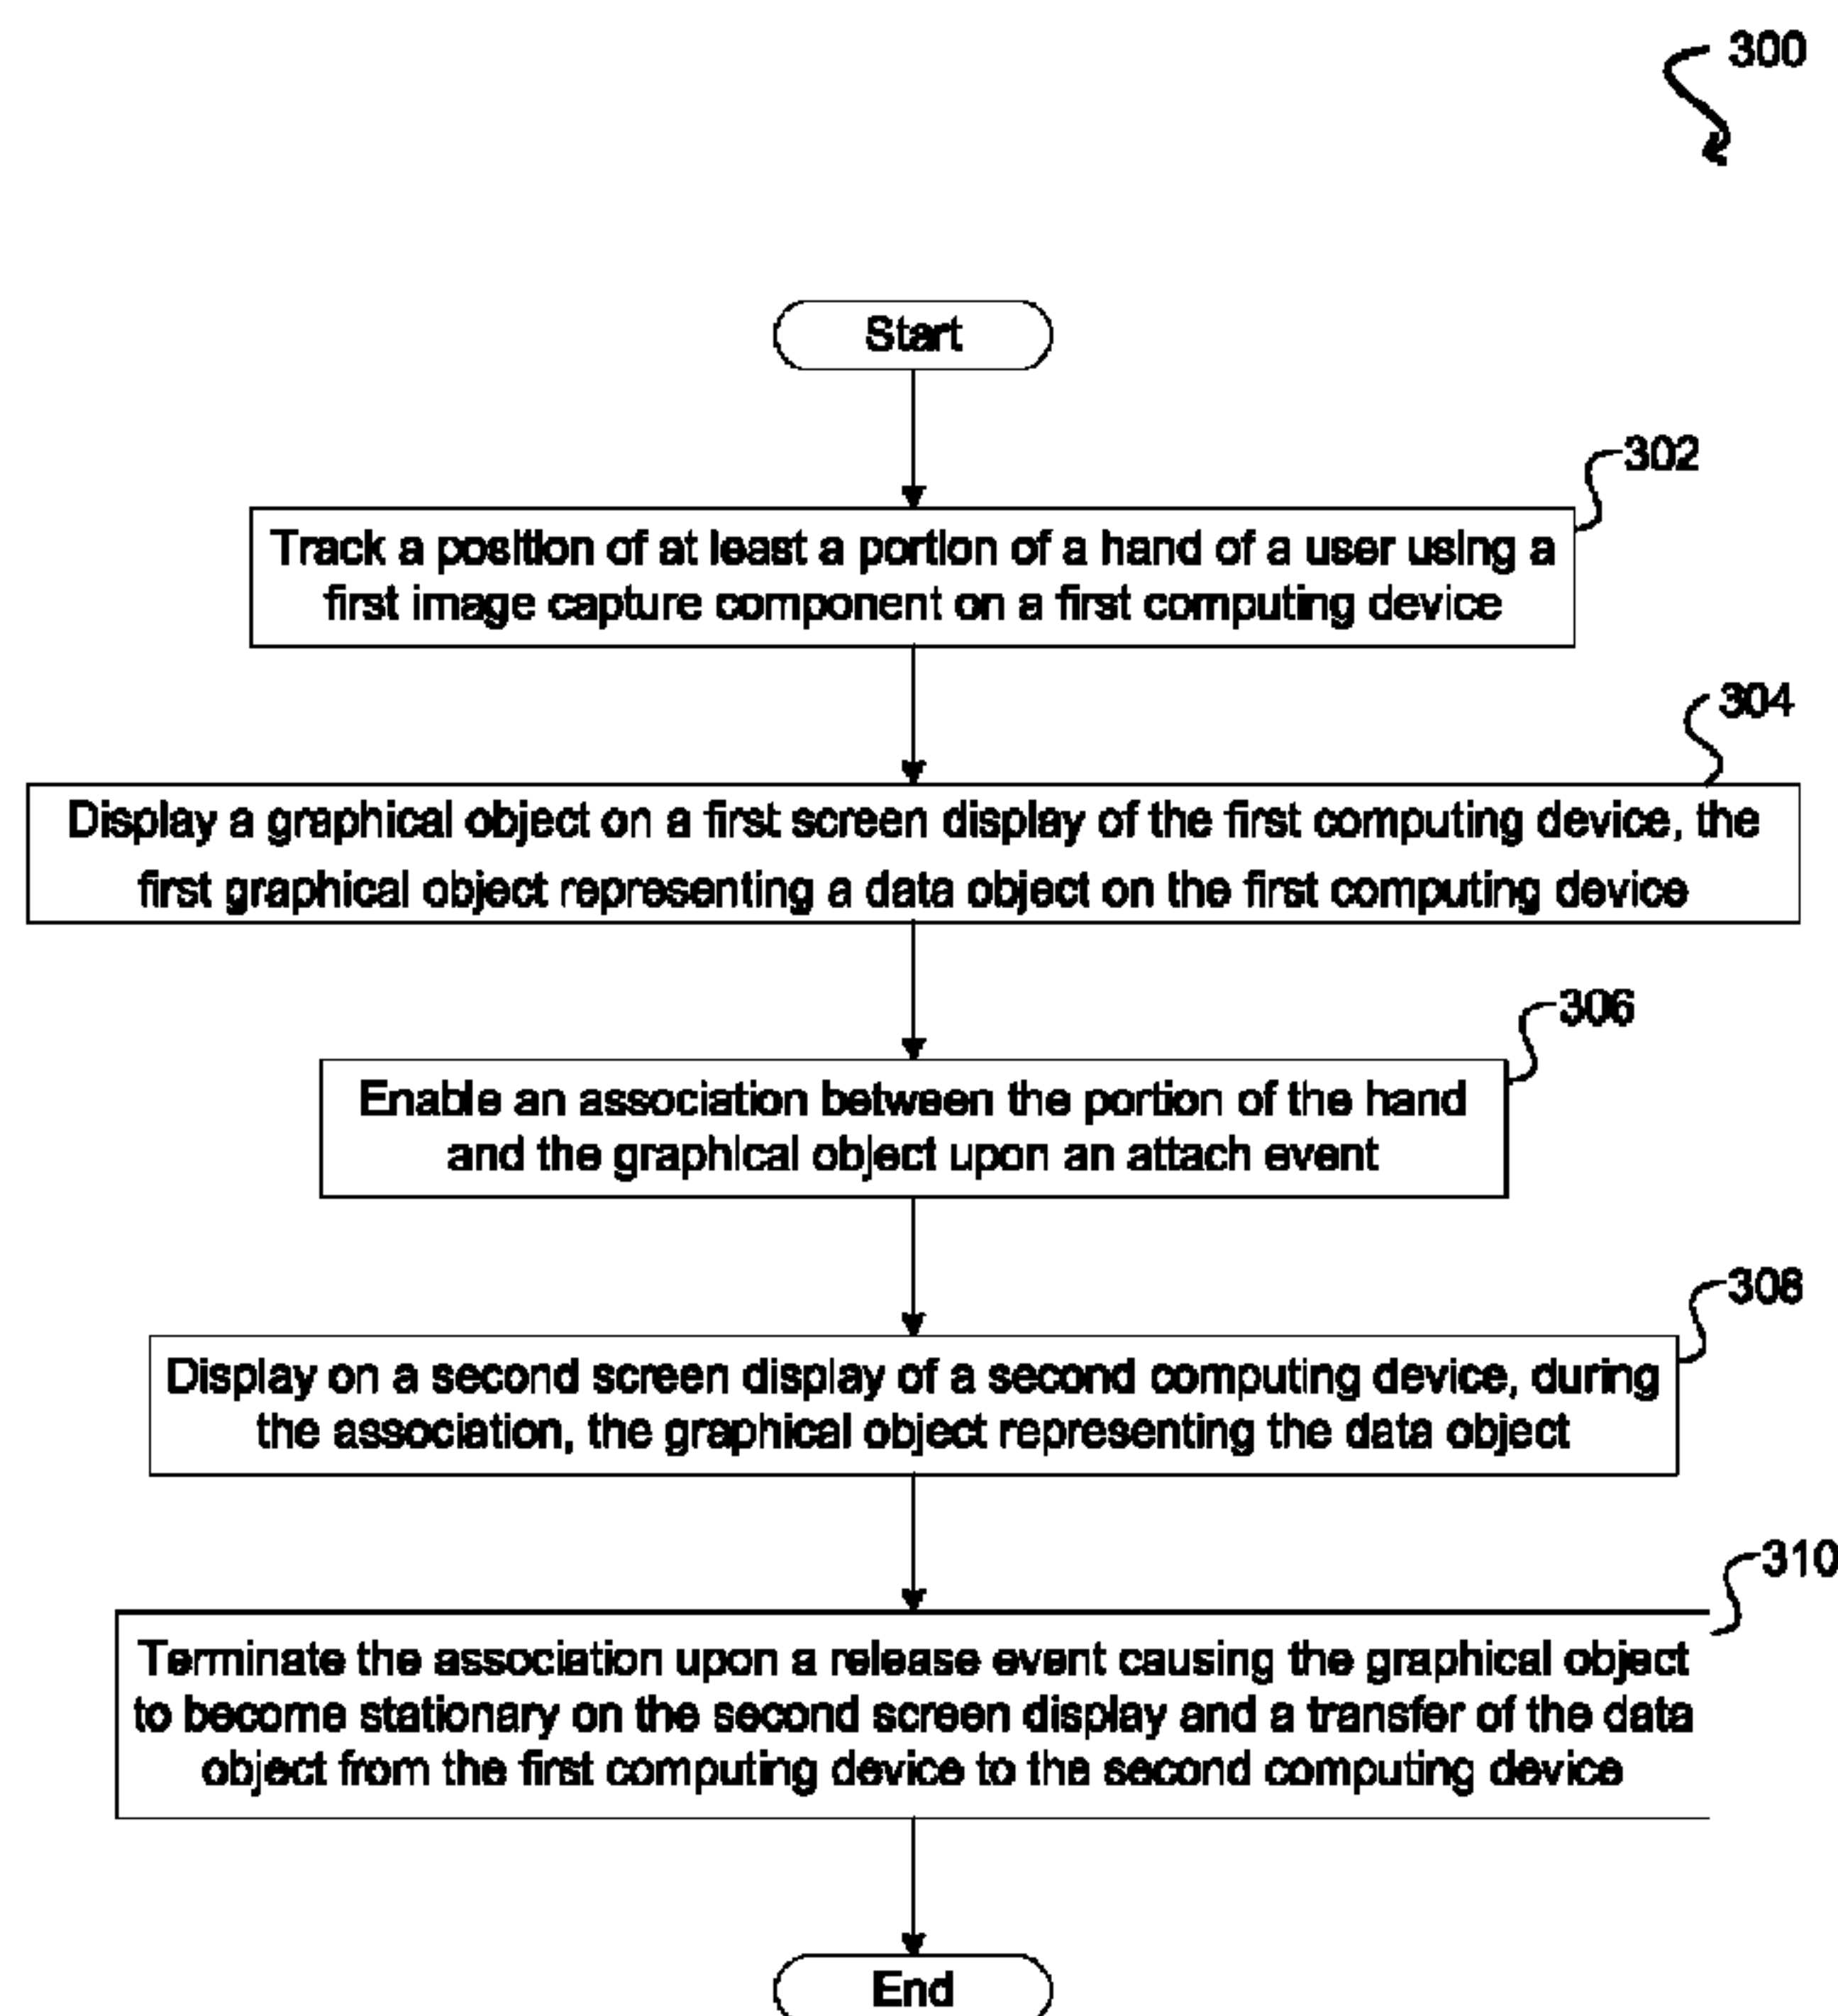 300
Start
302
Track a position of at least a portion of a hand of a user using a
first image capture component on a first computing device
304
Display a graphical object on a first screen display of the first computing device, the
first graphical object representing a data object on the first computing device
306
Enable an association between the portion of the hand
and the graphical object upon an attach event
308
Display on a second screen display of a second computing device, during
the association, the graphical object representing the data object
310
Terminate the association upon a release event causing the graphical object
to become stationary on the second screen display and a transfer of the data
object from the first computing device to the second computing device
End